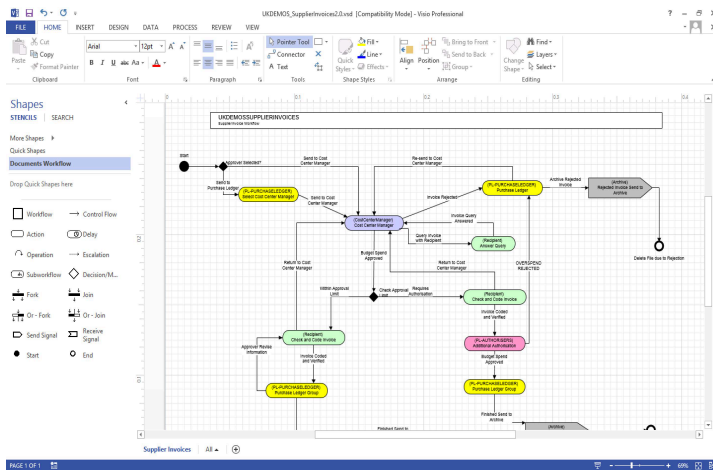 UKDEMOS_SupplierInvoices2.0.vsd [Compatibility Mode] - Visio Professional
FILE
HOME
INSERT
DESIGN
DATA
PROCESS
REVIEW
VIEW
Paste
Cut
Copy
Format Painter
Clipboard
Arial
12pt
A
A
B
I
U
abc
Aa
A
Font
Paragraph
Pointer Tool
Connector
A Text
Tools
Quick
Styles
Fill
Line
Effects
Shape Styles
Align
Position
Bring to Front
Send to Back
Group
Arrange
Change
Shape
Find
Layers
Select
Editing
Shapes
STENCILS
SEARCH
More Shapes
Quick Shapes
Documents Workflow
Drop Quick Shapes here
Workflow
Control Flow
Action
Delay
Operation
Escalation
Subworkflow
Decision/M...
Fork
Join
Or - Fork
Or - Join
Send Signal
Receive
Signal
Start
End
UKDEMOSSUPPLIERINVOICES
Supplierinvoice Workflow
Start
Approver Selected?
Send to
Purchase Ledger
(PL-PURCHASELEDGER)
Select Cost Center Manager
Send to Cost
Center Manager
Send to Cost
Center Manager
Re-send to Cost
Center Manager
Invoice Rejected
(PL-PURCHASELEDGER)
Purchase Ledger
Archive Rejected
Invoice
(Archive)
Rejected Invoice Send to
Archive
Delete File due to Rejection
(CostCenterManager)
Cost Center Manager
Invoice Query
Answered
Query Invoice
with Recipient
(Recipient)
Answer Query
Budget Spend
Approved
Return to Cost
Center Manager
Return to Cost
Center Manager
OVERSPEND
REJECTED
Within Approval
Limit
Check Approval
Limit
Requires
Authorisation
(Recipient)
Check and Code Invoice
Invoice Coded
and Verified
(PL-AUTHORISERS)
Additional Authorisation
Budget Spend
Approved
(PL-PURCHASELEDGER)
Purchase Ledger Group
Finished Send to
Archive
(Archive)
(Recipient)
Check and Code Invoice
Approver Revise
Information
Invoice Coded
and Verified
(PL-PURCHASELEDGER)
Purchase Ledger Group
Finished Send to
Supplier Invoices
All
PAGE 1 OF 1
69%